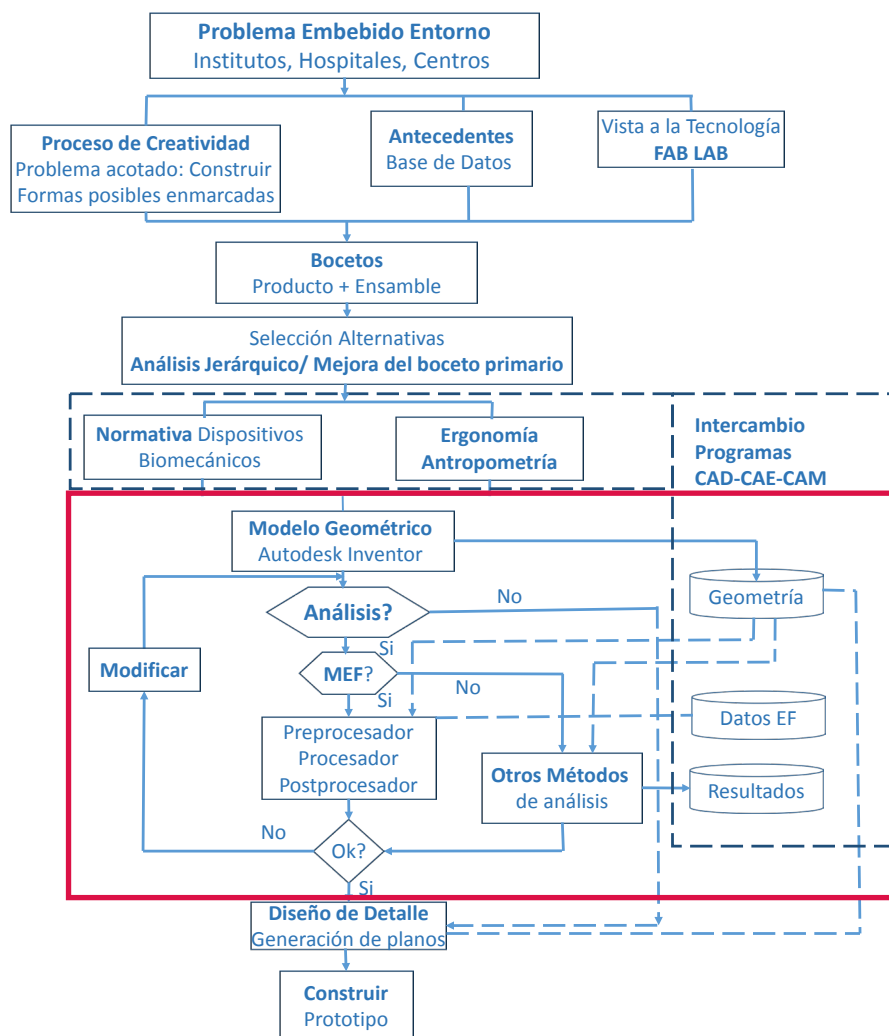 Problema Embebido Entorno
Institutos, Hospitales, Centros
Proceso de Creatividad
Problema acotado: Construir
Formas posibles enmarcadas
Antecedentes
Base de Datos
Vista a la Tecnología
FAB LAB
Bocetos
Producto + Ensamble
Selección Alternativas
Análisis Jerárquico/ Mejora del boceto primario
Normativa Dispositivos
Biomecánicos
Ergonomía
Antropometría
Intercambio
Programas
CAD-CAE-CAM
Modelo Geométrico
Autodesk Inventor
Geometría
Análisis?
No
Si
Modificar
MEF?
No
Si
Preprocesador
Procesador
Postprocesador
Datos EF
Otros Métodos
de análisis
Resultados
No
Ok?
Si
Diseño de Detalle
Generación de planos
Construir
Prototipo